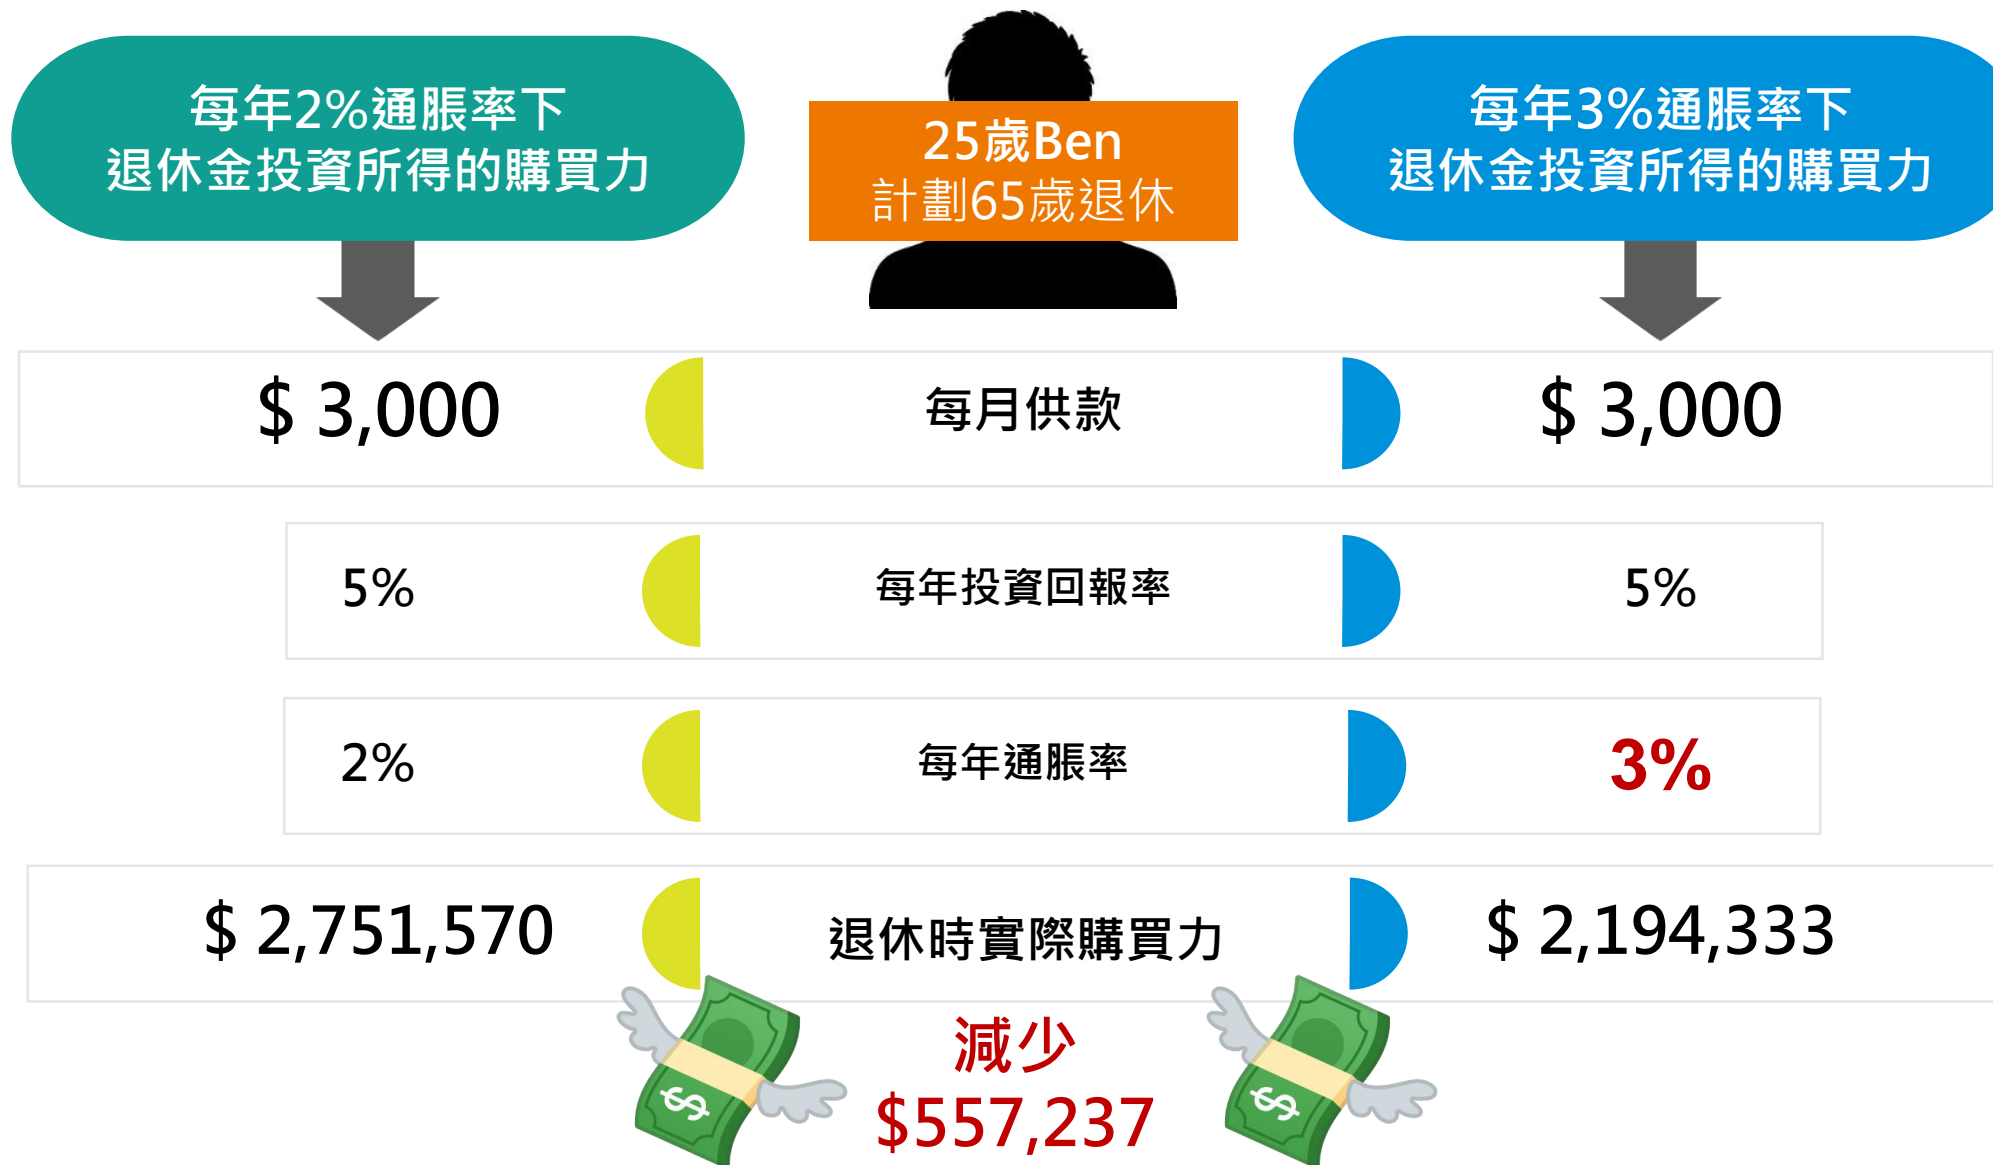 每年2%通脹率下
退休金投資所得的購買力
25歲Ben
計劃65歲退休
每年3%通脹率下
退休金投資所得的購買力
$ 3,000
每月供款
$ 3,000
5%
每年投資回報率
5%
2%
每年通脹率
3%
$ 2,751,570
退休時實際購買力
$ 2,194,333
減少
$557,237
$
$